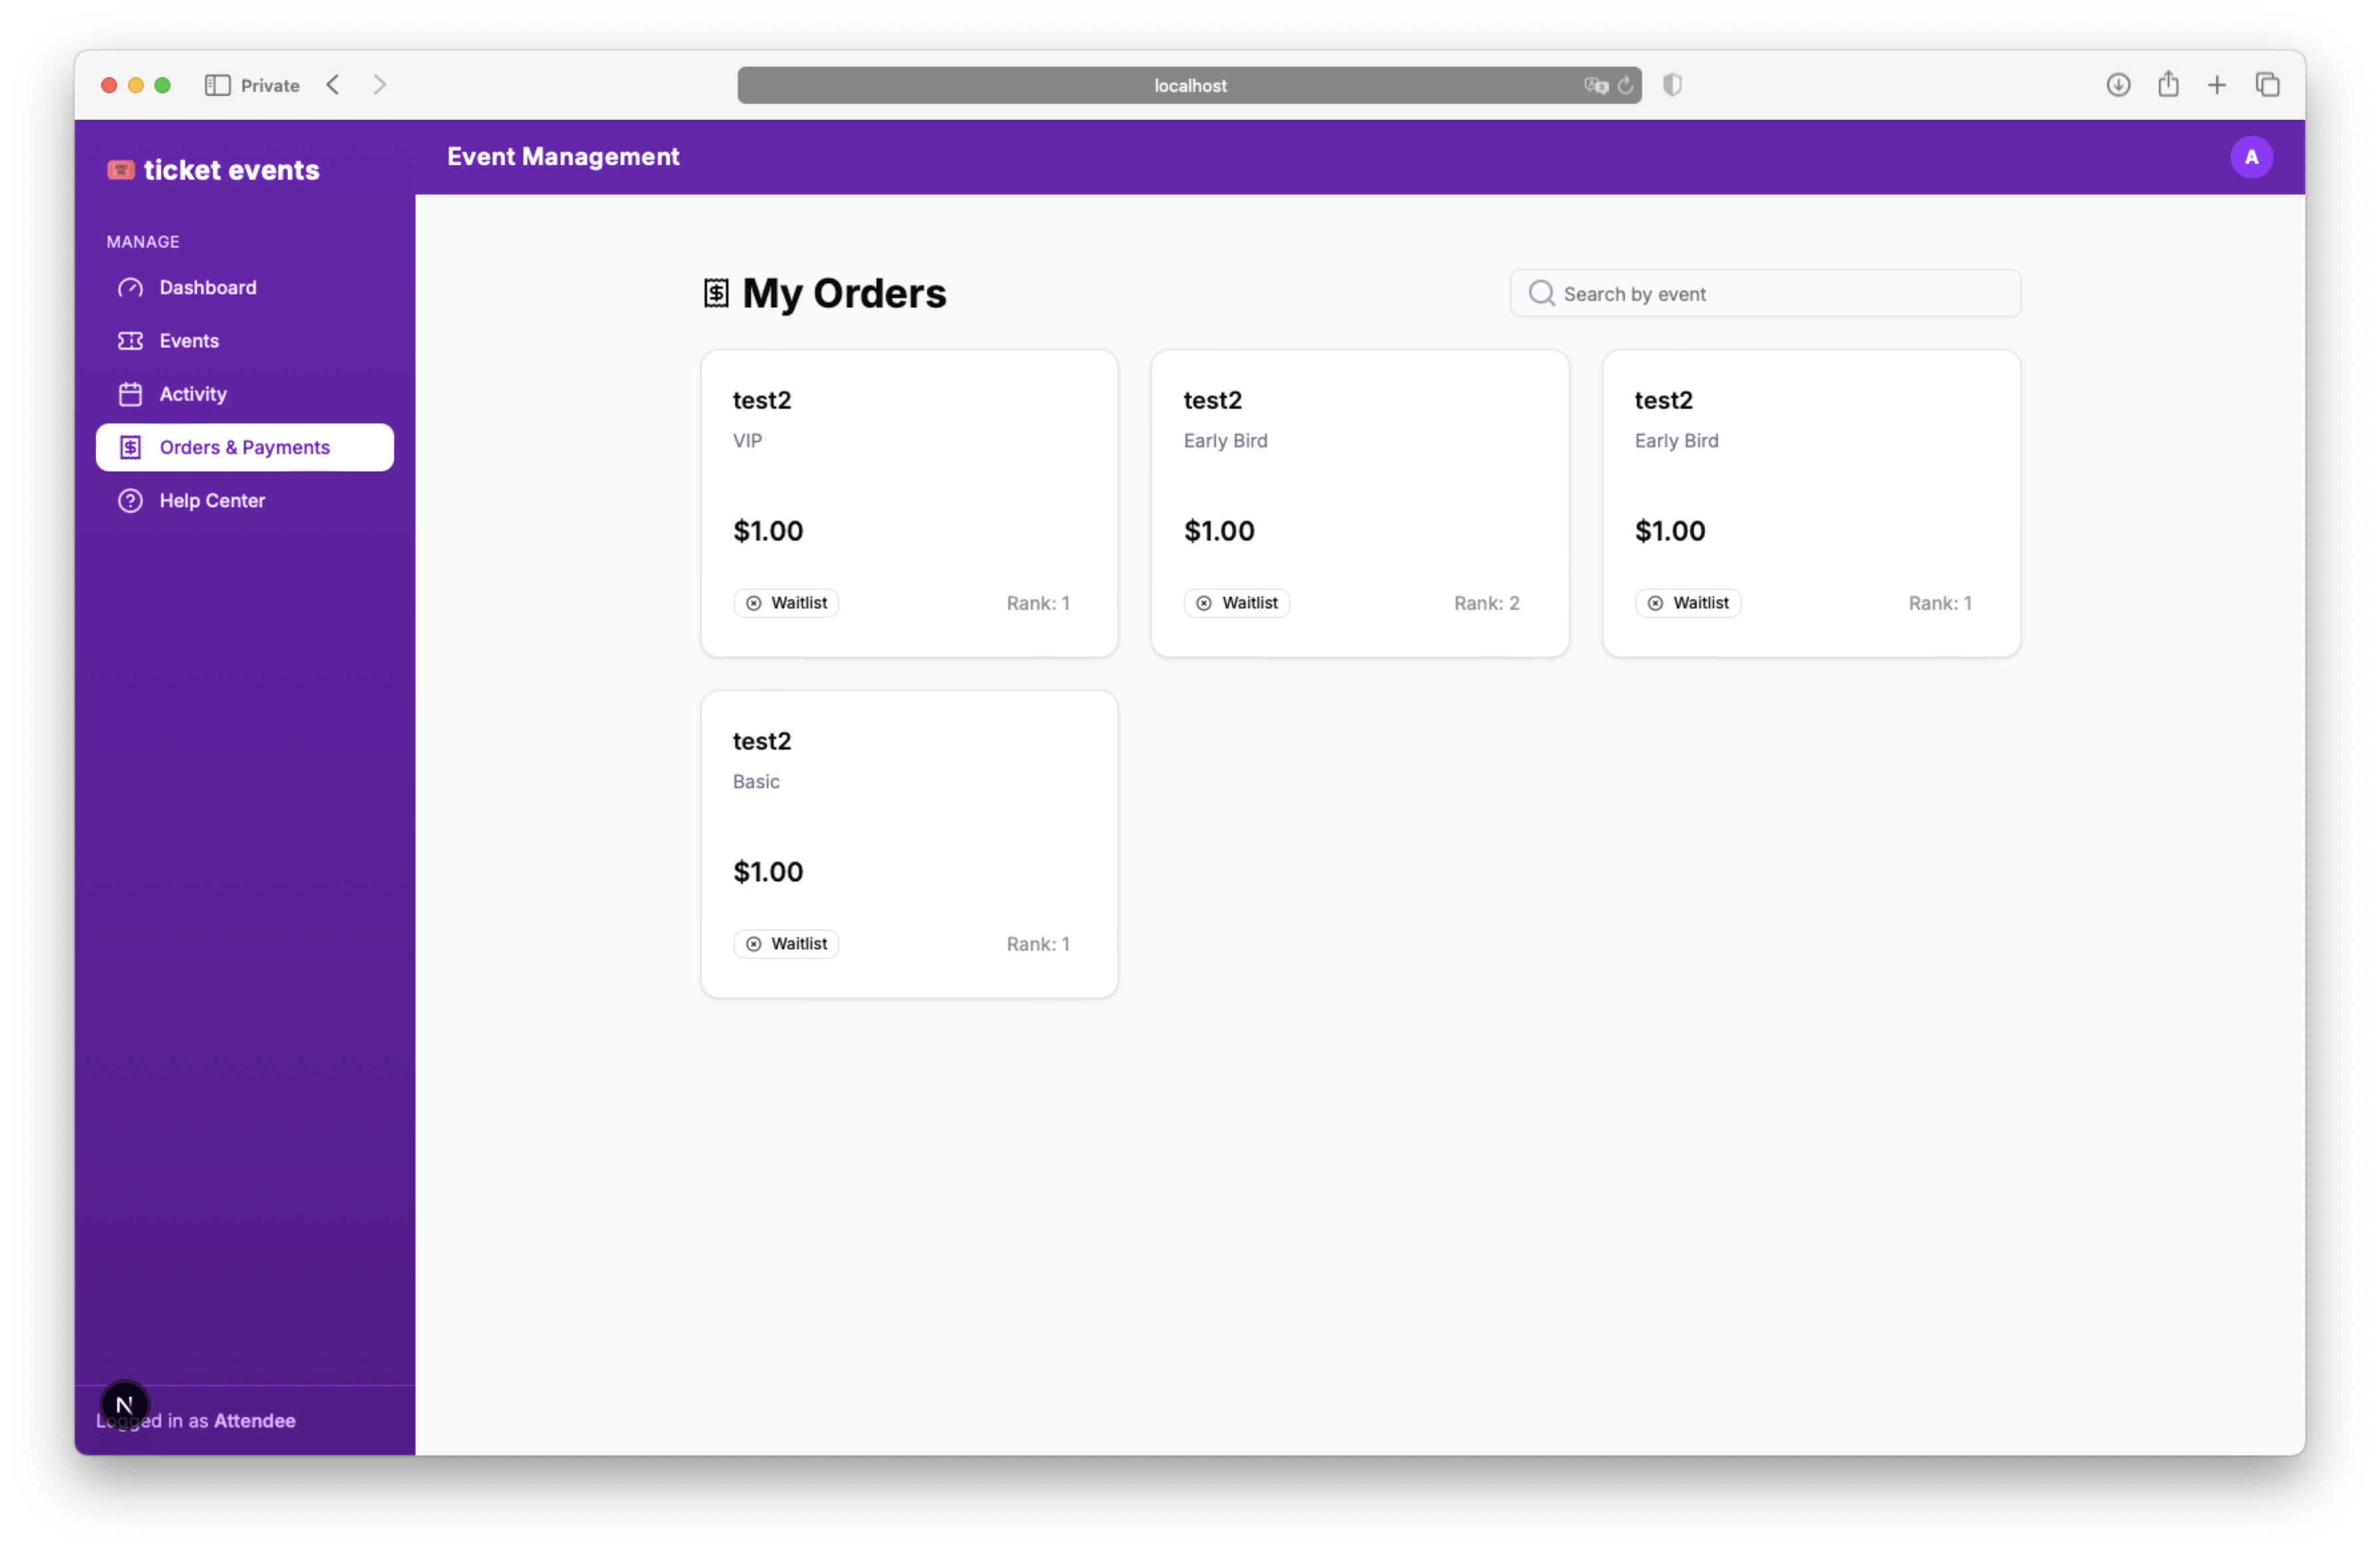 Private
localhost
ticket events
Event Management
A
MANAGE
Dashboard
Events
Activity
Orders & Payments
Help Center
My Orders
Search by event
test2
VIP
$1.00
Waitlist
Rank: 1
test2
Early Bird
$1.00
Waitlist
Rank: 2
test2
Early Bird
$1.00
Waitlist
Rank: 1
test2
Basic
$1.00
Waitlist
Rank: 1
N
Logged in as Attendee